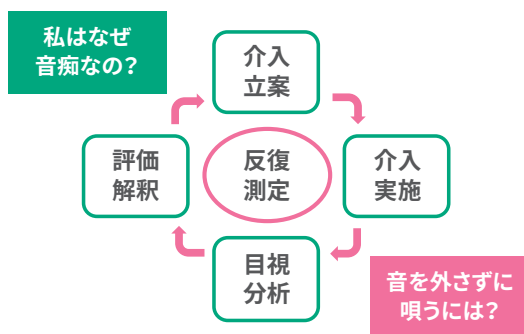 私はなぜ
音痴なの?
介入
立案
評価
解釈
反復
測定
介入
実施
目視
分析
音を外さずに
唄うには?